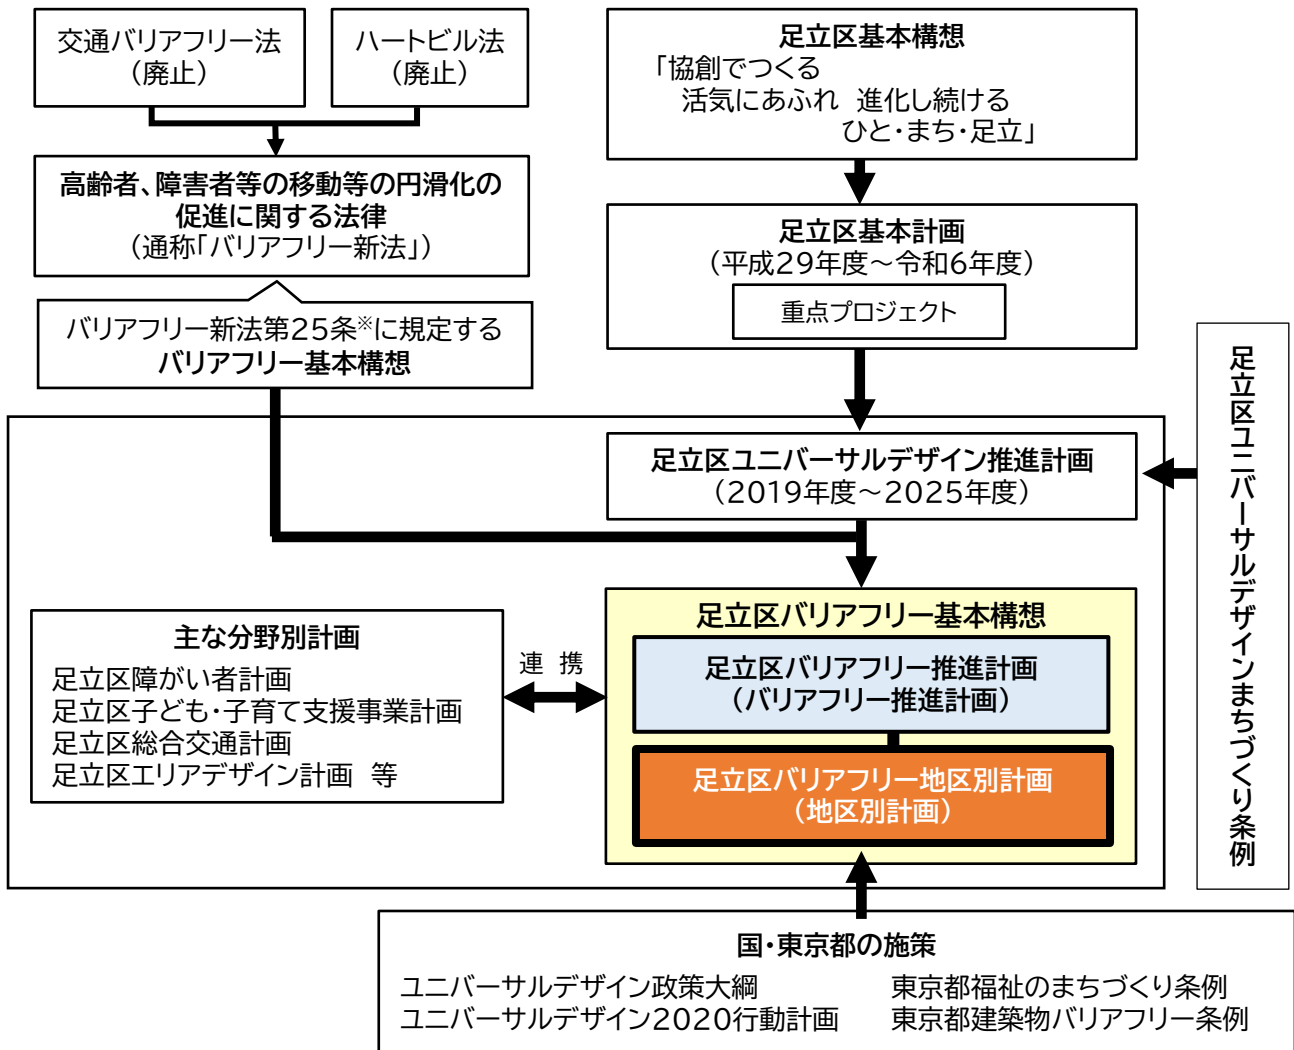 交通バリアフリー法
（廃止）
ハートビル法
（廃止）
高齢者、障害者等の移動等の円滑化の
促進に関する法律
（通称「バリアフリー新法」）
バリアフリー新法第25条※に規定する
バリアフリー基本構想
足立区基本構想
「協創でつくる
活気にあふれ 進化し続ける
ひと・まち・足立」
足立区基本計画
（平成29年度～令和6年度）
重点プロジェクト
足立区ユニバーサルデザイン推進計画
（2019年度～2025年度）
足立区ユニバーサルデザインまちづくり条例
主な分野別計画
足立区障がい者計画
足立区子ども・子育て支援事業計画
足立区総合交通計画
足立区エリアデザイン計画 等
連 携
足立区バリアフリー基本構想
足立区バリアフリー推進計画
（バリアフリー推進計画）
足立区バリアフリー地区別計画
（地区別計画）
国・東京都の施策
ユニバーサルデザイン政策大綱
ユニバーサルデザイン2020行動計画
東京都福祉のまちづくり条例
東京都建築物バリアフリー条例